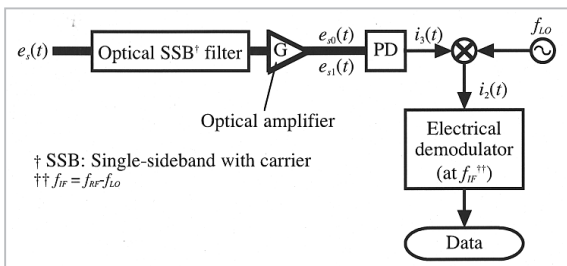 eₛ(t)
Optical SSB† filter
G
eₛ₀(t)
eₛ₁(t)
PD
i₃(t)
f_LO
i₂(t)
Optical amplifier
Electrical
demodulator
(at f_IF††)
† SSB: Single-sideband with carrier
†† f_IF = f_RF-f_LO
Data